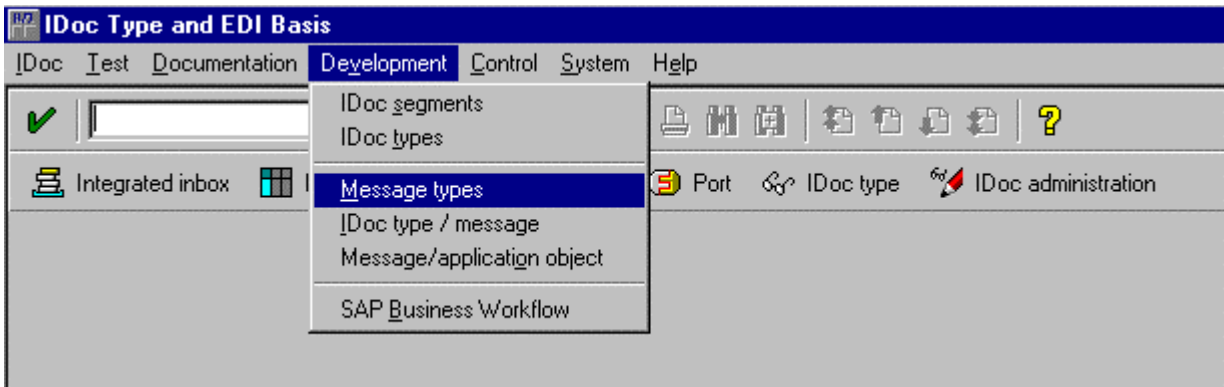 IDoc Type and EDI Basis
IDoc Test Documentation Development Control System Help
IDoc segments
IDoc types
Integrated inbox Port IDoc type IDoc administration
Message types
IDoc type / message
Message/application object
SAP Business Workflow